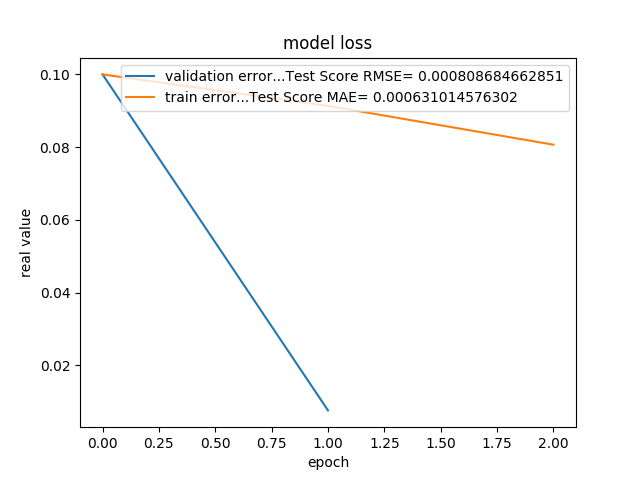 model loss
validation error...Test Score RMSE= 0.000808684662851
train error...Test Score MAE= 0.000631014576302
real value
0.10
0.08
0.06
0.04
0.02
0.00 0.25 0.50 0.75 1.00 1.25 1.50 1.75 2.00
epoch